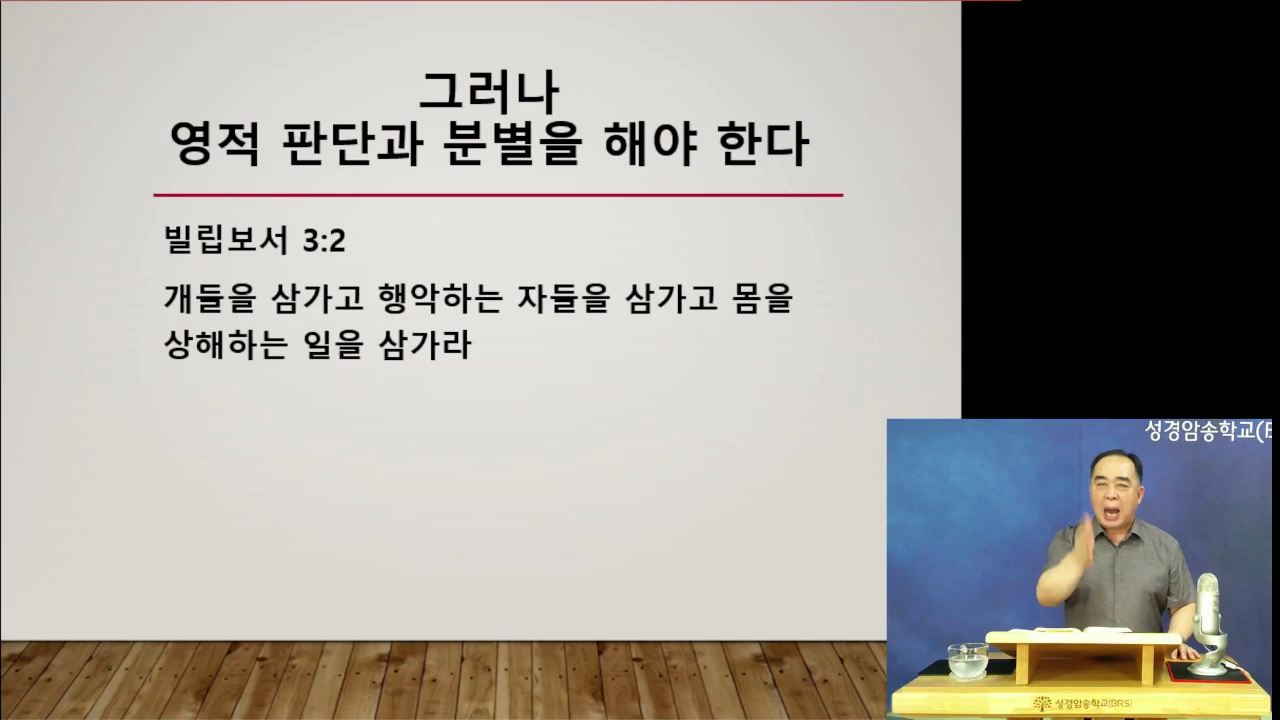 그러나
영적 판단과 분별을 해야 한다
빌립보서 3:2
개들을 삼가고 행악하는 자들을 삼가고 몸을
상해하는 일을 삼가라
성경암송학교(B
성경암송학교(BRS)